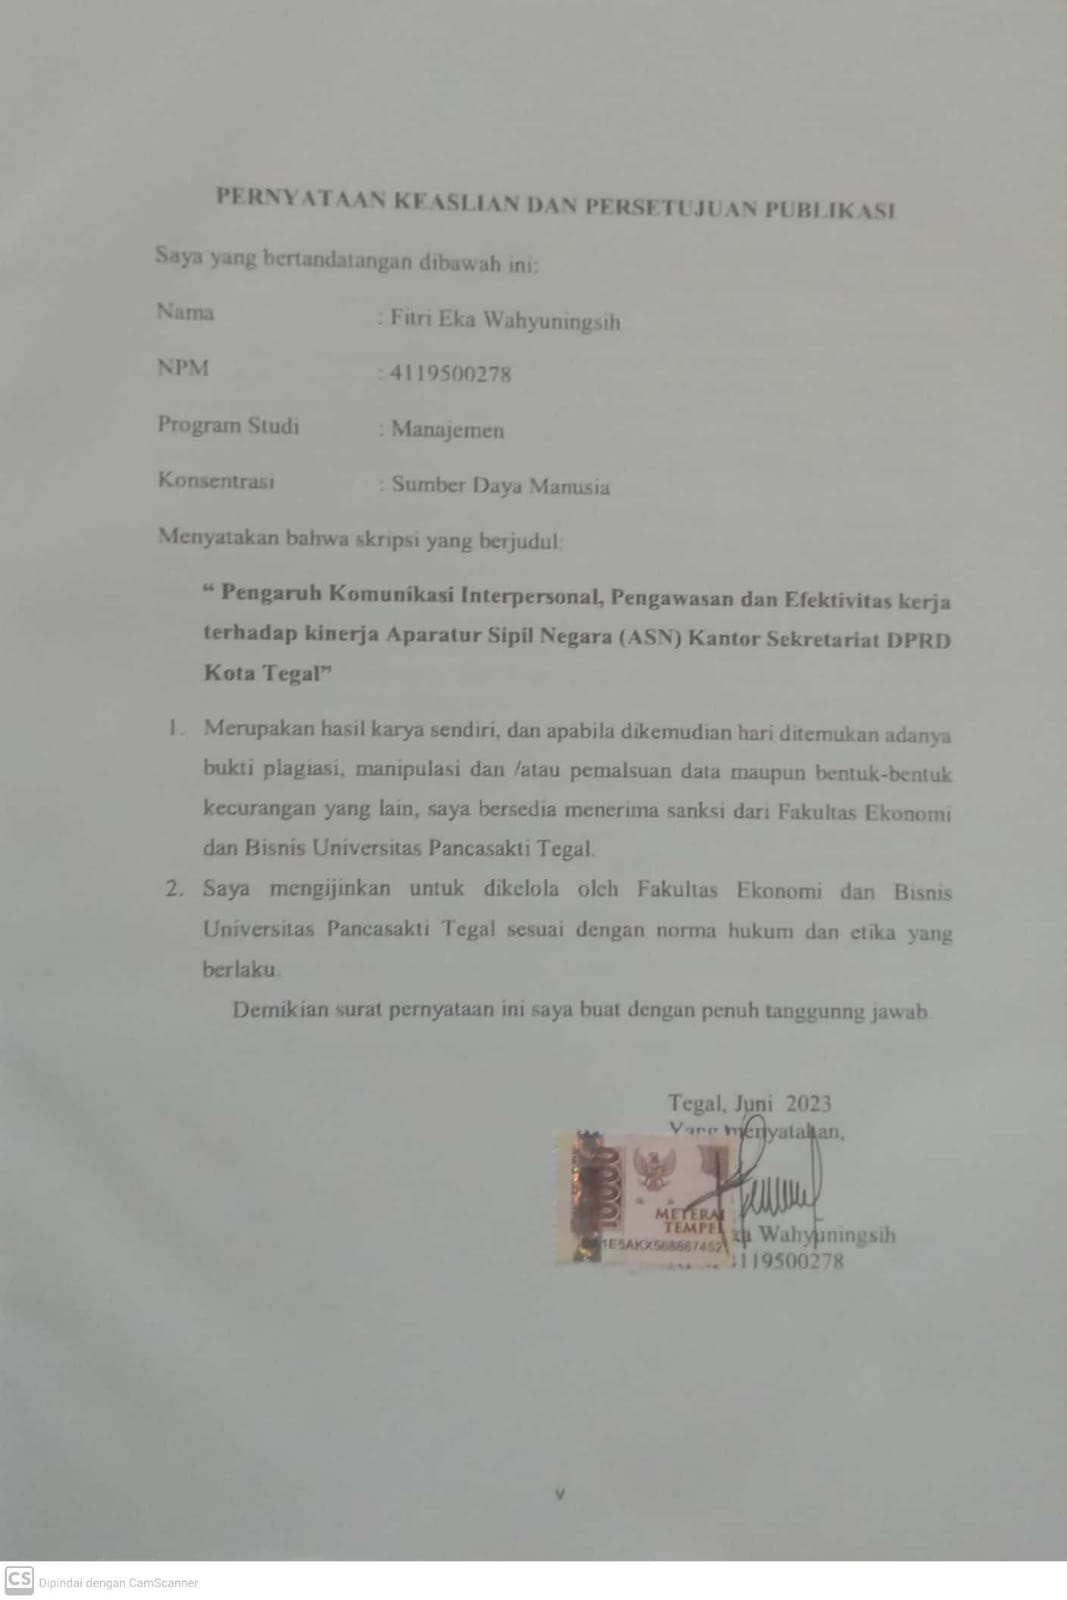 PERNYATAAN KEASLIAN DAN PERSETUJUAN PUBLIKASI
Saya yang bertandatangan dibawah ini:
Nama : Fitri Eka Wahyuningsih
NPM : 4119500278
Program Studi : Manajemen
Konsentrasi : Sumber Daya Manusia
Menyatakan bahwa skripsi yang berjudul:
“ Pengaruh Komunikasi Interpersonal, Pengawasan dan Efektivitas kerja
terhadap kinerja Aparatur Sipil Negara (ASN) Kantor Sekretariat DPRD
Kota Tegal”
1. Merupakan hasil karya sendiri, dan apabila dikemudian hari ditemukan adanya
bukti plagiasi, manipulasi dan /atau pemalsuan data maupun bentuk-bentuk
kecurangan yang lain, saya bersedia menerima sanksi dari Fakultas Ekonomi
dan Bisnis Universitas Pancasakti Tegal.
2. Saya mengijinkan untuk dikelola oleh Fakultas Ekonomi dan Bisnis
Universitas Pancasakti Tegal sesuai dengan norma hukum dan etika yang
berlaku.
Demikian surat pernyataan ini saya buat dengan penuh tanggunng jawab.
Tegal, Juni 2023
Yang menyatakan,
10000
METERAI
TEMPEL
Wahyuningsih
119500278
v
CS Dipindai dengan CamScanner